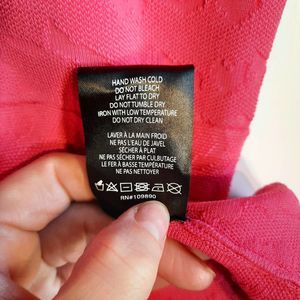 HAND WASH COLD
DO NOT BLEACH
LAY FLAT TO DRY
DO NOT TUMBLE DRY
IRON WITH LOW TEMPERATURE
DO NOT DRY CLEAN
LAVER À LA MAIN FROID
NE PAS L'EAU DE JAVEL
SÉCHER À PLAT
NE PAS SÉCHER PAR CULBUTAGE
LE FER À BASSE TEMPÉRATURE
NE PAS NETTOYER
RN#109890